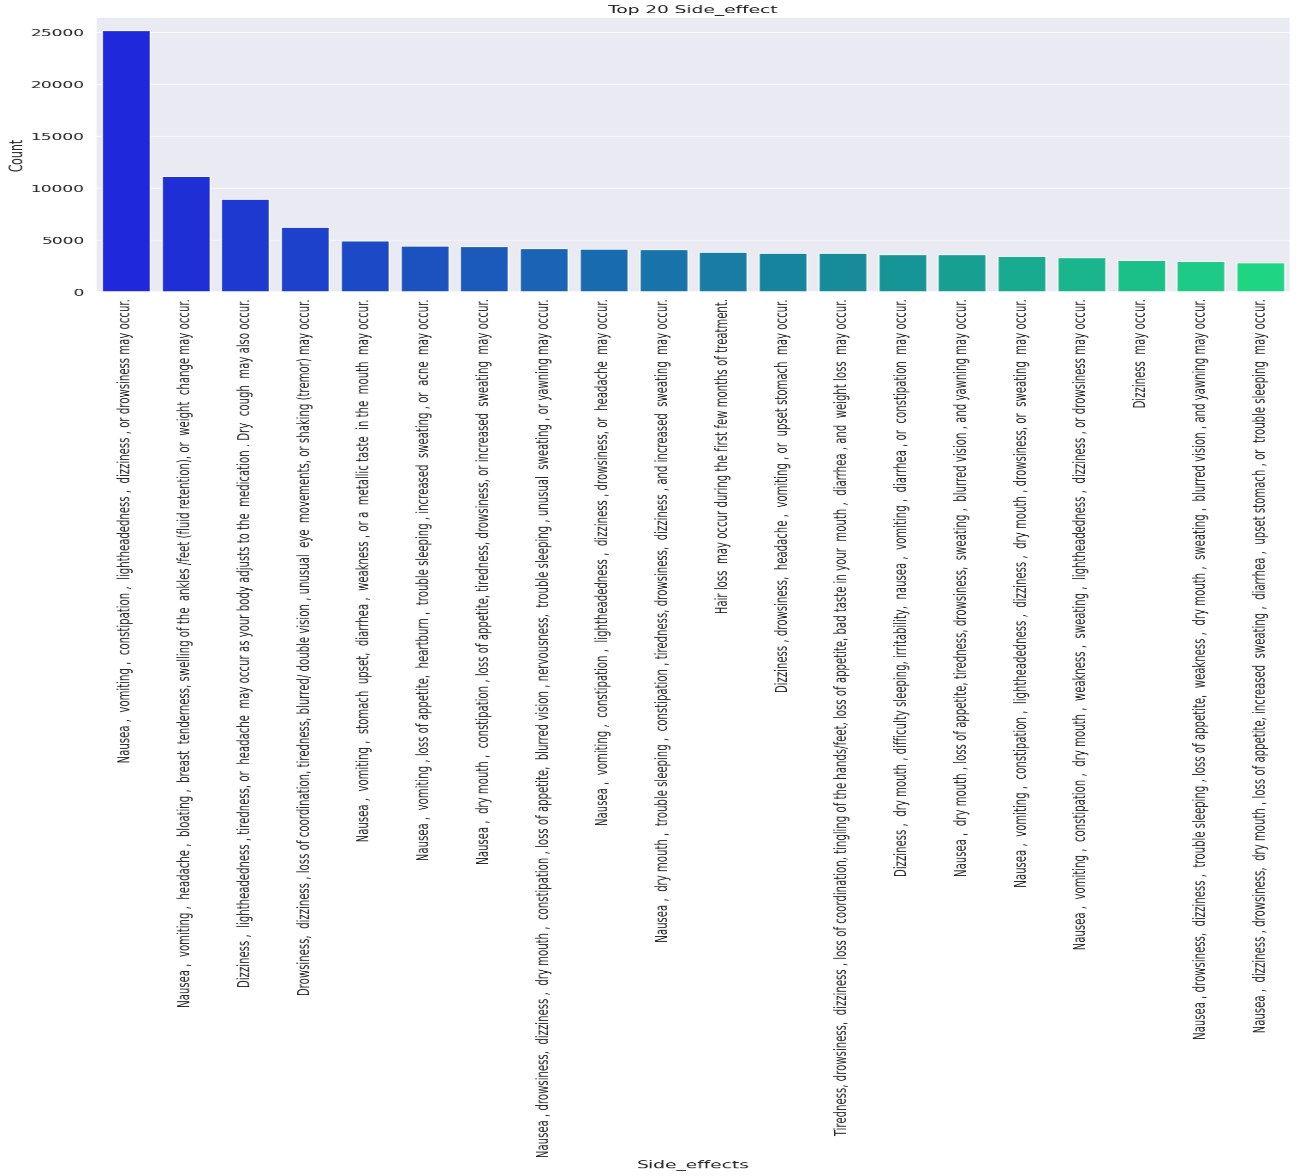 Top 20 Side_effect
Count
25000
20000
15000
10000
5000
0
Nausea , vomiting , constipation , lightheadedness , dizziness , or drowsiness may occur.
Nausea , vomiting , headache , bloating , breast tenderness, swelling of the ankles /feet (fluid retention), or weight change may occur.
Dizziness , lightheadedness , tiredness, or headache may occur as your body adjusts to the medication . Dry cough may also occur.
Drowsiness, dizziness , loss of coordination, tiredness, blurred/ double vision , unusual eye movements, or shaking (tremor) may occur.
Nausea , vomiting , stomach upset, diarrhea , weakness , or a metallic taste in the mouth may occur.
Nausea , vomiting , loss of appetite, heartburn , trouble sleeping , increased sweating , or acne may occur.
Nausea , dry mouth , constipation , loss of appetite, tiredness, drowsiness, or increased sweating may occur.
Nausea , drowsiness, dizziness , dry mouth , constipation , loss of appetite, blurred vision , nervousness, trouble sleeping , unusual sweating , or yawning may occur.
Nausea , vomiting , constipation , lightheadedness , dizziness , drowsiness, or headache may occur.
Nausea , dry mouth , trouble sleeping , constipation , tiredness, drowsiness, dizziness , and increased sweating may occur.
Hair loss may occur during the first few months of treatment.
Dizziness , drowsiness, headache , vomiting , or upset stomach may occur.
Tiredness, drowsiness, dizziness , loss of coordination, tingling of the hands/feet, loss of appetite, bad taste in your mouth , diarrhea , and weight loss may occur.
Dizziness , dry mouth , difficulty sleeping, irritability, nausea , vomiting , diarrhea , or constipation may occur.
Nausea , dry mouth , loss of appetite, tiredness, drowsiness, sweating , blurred vision , and yawning may occur.
Nausea , vomiting , constipation , lightheadedness , dizziness , dry mouth , drowsiness, or sweating may occur.
Nausea , vomiting , constipation , dry mouth , weakness , sweating , lightheadedness , dizziness , or drowsiness may occur.
Dizziness may occur.
Nausea , drowsiness, dizziness , trouble sleeping , loss of appetite, weakness , dry mouth , sweating , blurred vision , and yawning may occur.
Nausea , dizziness , drowsiness, dry mouth , loss of appetite, increased sweating , diarrhea , upset stomach , or trouble sleeping may occur.
Side_effects